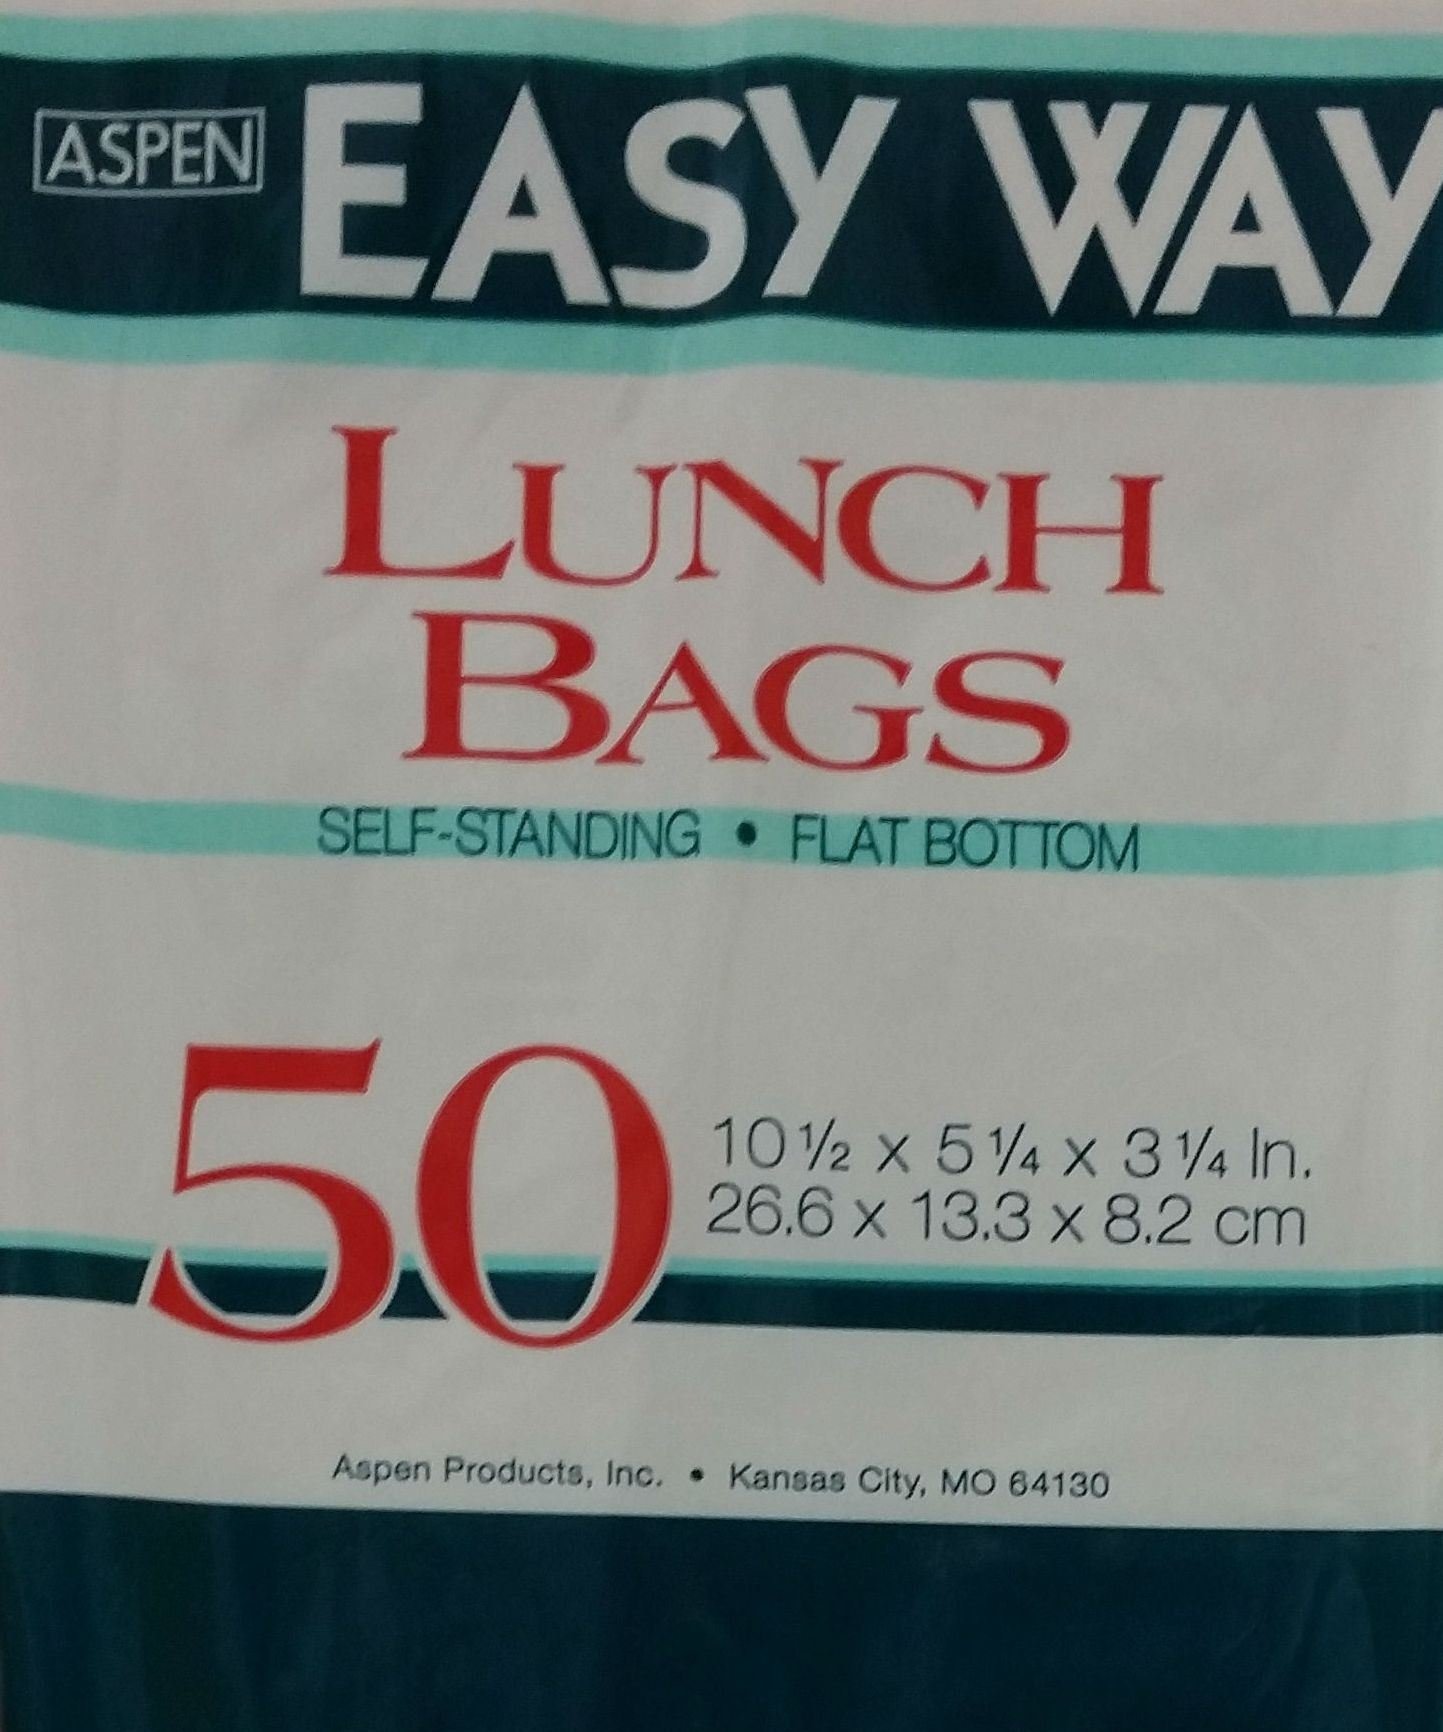 ASPEN EASY WAY
LUNCH
BAGS
SELF-STANDING • FLAT BOTTOM
50
10 ½ x 5 ¼ x 3 ¼ In.
26.6 x 13.3 x 8.2 cm
Aspen Products, Inc. • Kansas City, MO 64130